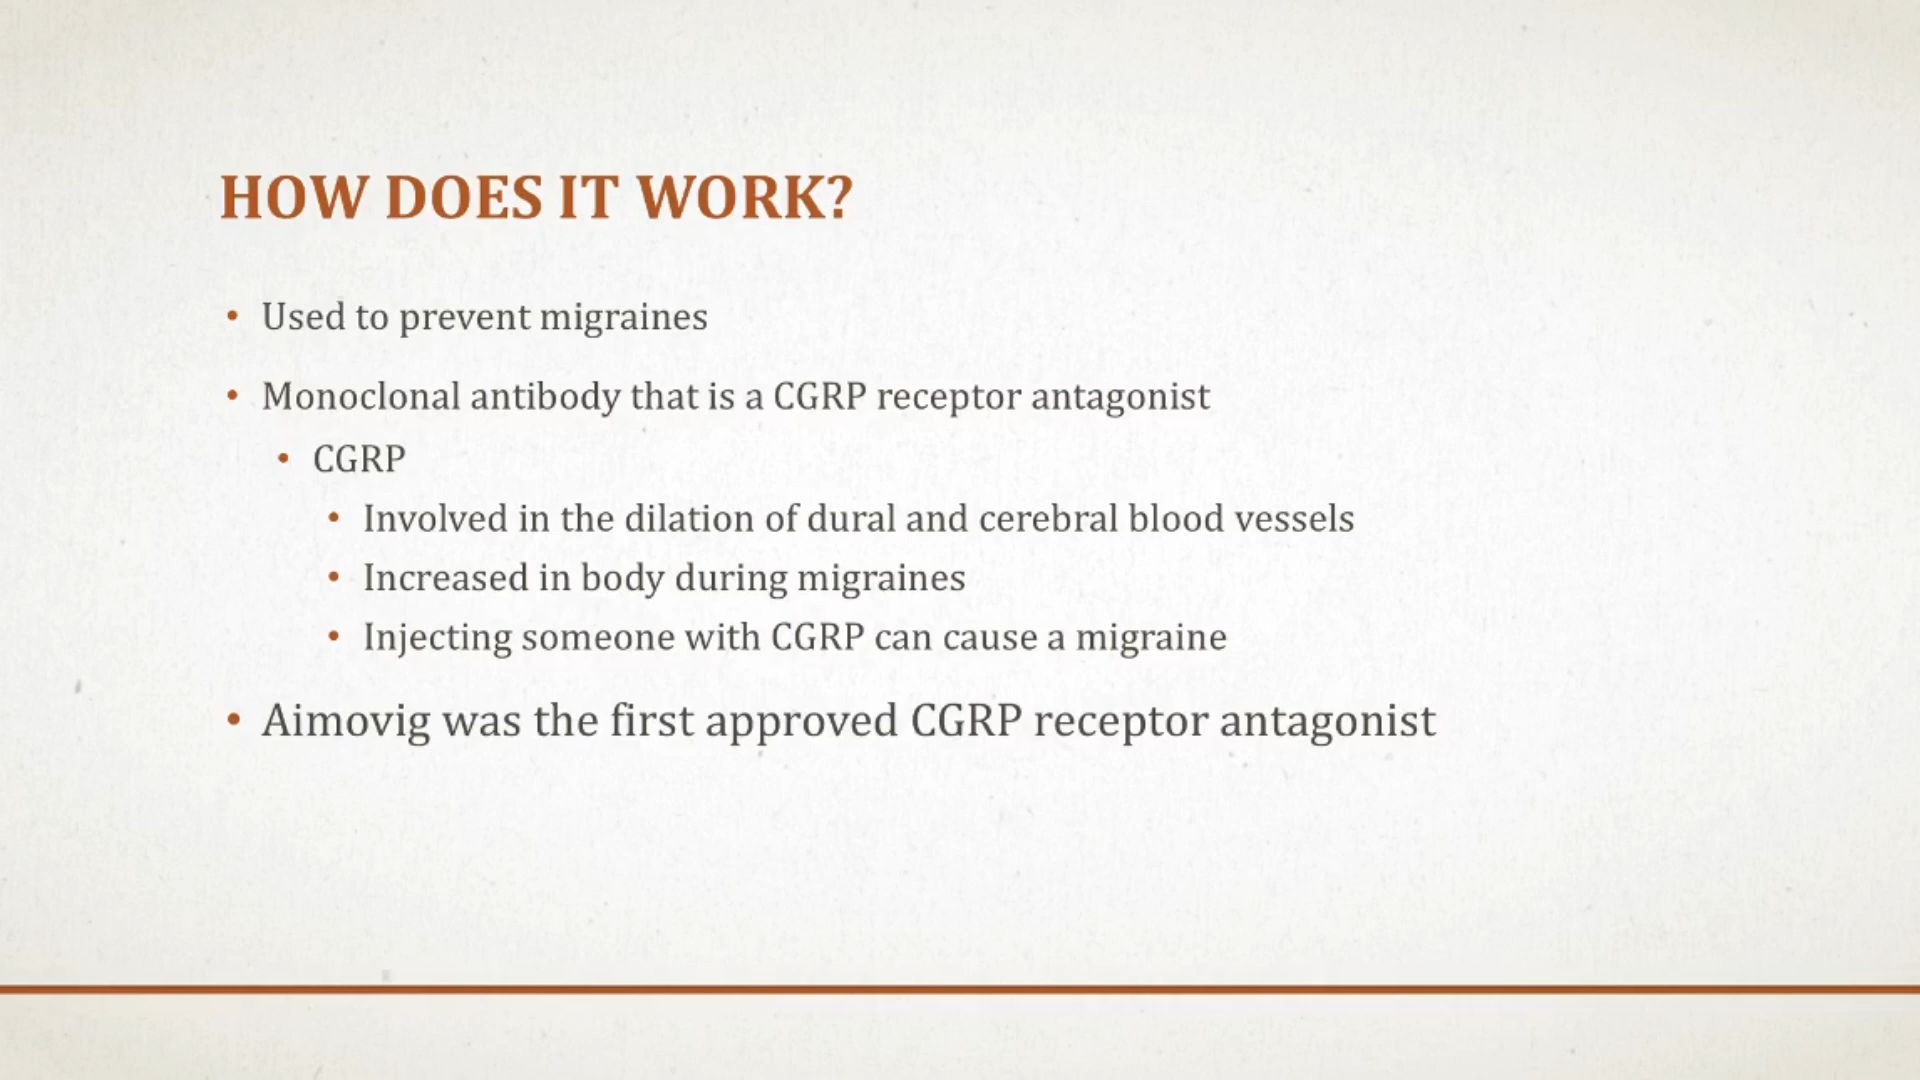 HOW DOES IT WORK?
• Used to prevent migraines
• Monoclonal antibody that is a CGRP receptor antagonist
• CGRP
• Involved in the dilation of dural and cerebral blood vessels
• Increased in body during migraines
• Injecting someone with CGRP can cause a migraine
• Aimovig was the first approved CGRP receptor antagonist